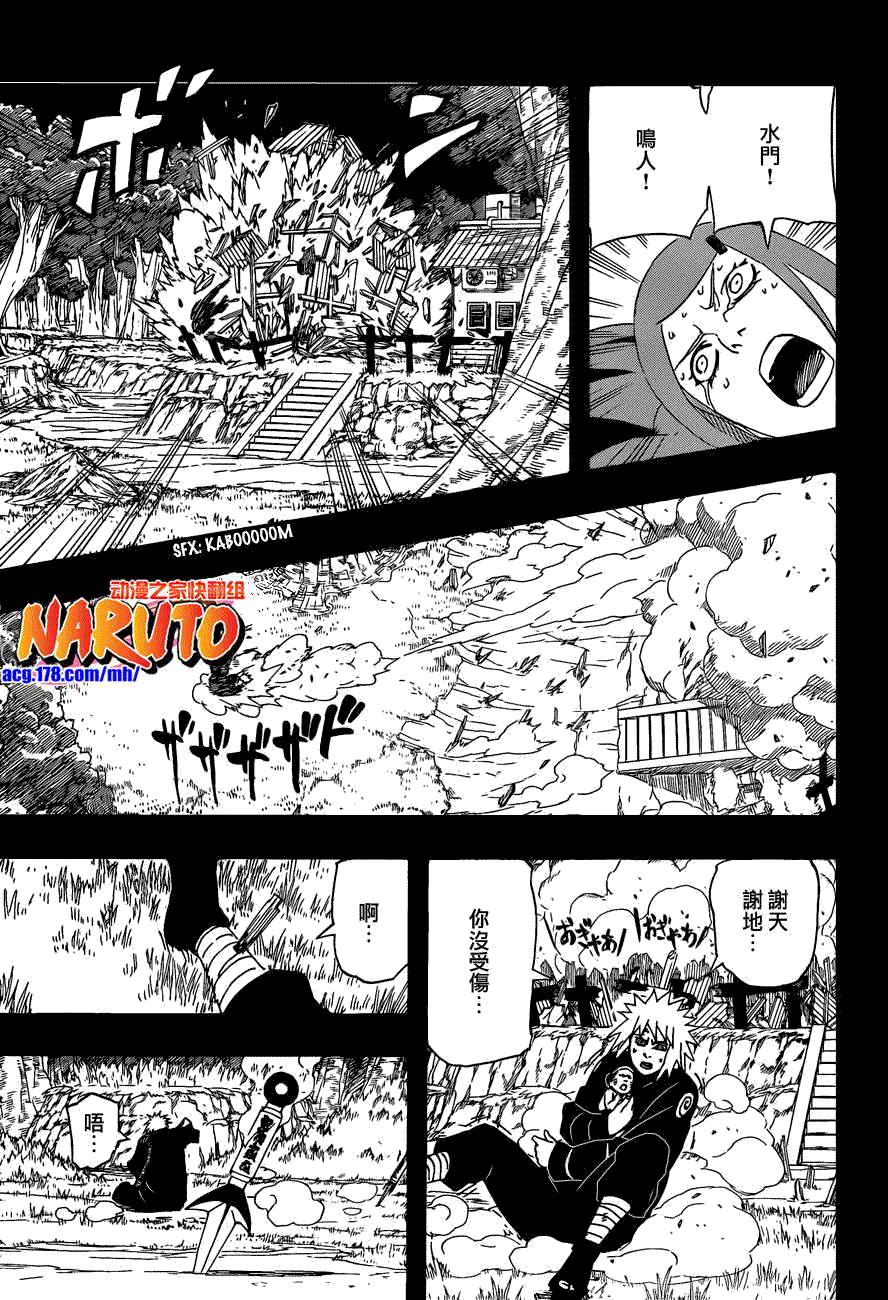 水門！
鳴人！
ボン
SFX: KABOOOOOM
动漫之家快翻组
NARUTO
acg.178.com/mh/
ザザザザザド
謝天
謝地…
おぎゃあ！
おぎゃあ！
你沒受傷…
啊…
唔…